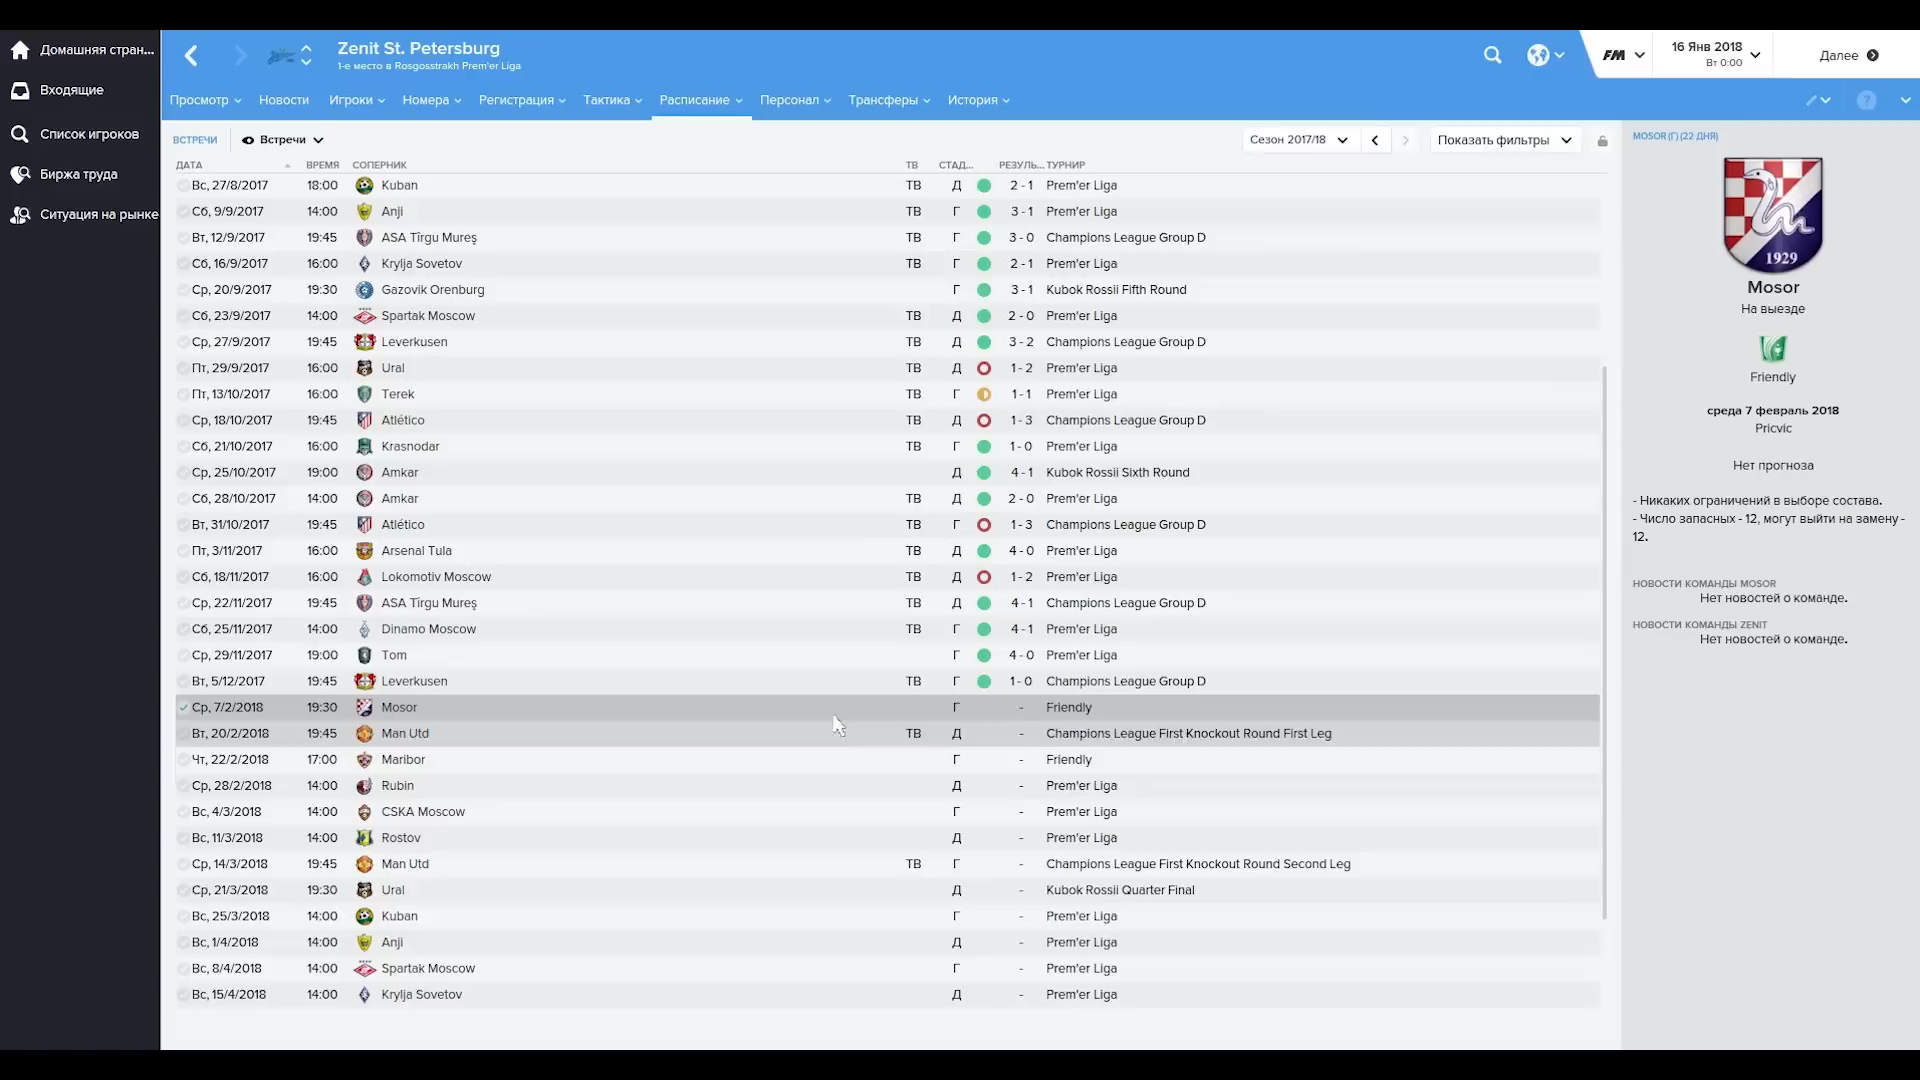 Домашняя стран...
Входящие
Список игроков
Биржа труда
Ситуация на рынке
Zenit St. Petersburg
1-е место в Rosgosstrakh Prem'er Liga
FM
16 Янв 2018
Вт 0:00
Далее
Просмотр Новости Игроки Номера Регистрация Тактика Расписание Персонал Трансферы История
?
ВСТРЕЧИ Встречи Сезон 2017/18 Показать фильтры
ДАТА ВРЕМЯ СОПЕРНИК ТВ СТАД... РЕЗУЛЬ... ТУРНИР
Вс, 27/8/2017 18:00 Kuban ТВ Д 2 - 1 Prem'er Liga
Сб, 9/9/2017 14:00 Anji ТВ Г 3 - 1 Prem'er Liga
Вт, 12/9/2017 19:45 ASA Tîrgu Mureş ТВ Г 3 - 0 Champions League Group D
Сб, 16/9/2017 16:00 Krylja Sovetov ТВ Г 2 - 1 Prem'er Liga
Ср, 20/9/2017 19:30 Gazovik Orenburg Г 3 - 1 Kubok Rossii Fifth Round
Сб, 23/9/2017 14:00 Spartak Moscow ТВ Д 2 - 0 Prem'er Liga
Ср, 27/9/2017 19:45 Leverkusen ТВ Д 3 - 2 Champions League Group D
Пт, 29/9/2017 16:00 Ural ТВ Д 1 - 2 Prem'er Liga
Пт, 13/10/2017 16:00 Terek ТВ Г 1 - 1 Prem'er Liga
Ср, 18/10/2017 19:45 Atlético ТВ Д 1 - 3 Champions League Group D
Сб, 21/10/2017 16:00 Krasnodar ТВ Г 1 - 0 Prem'er Liga
Ср, 25/10/2017 19:00 Amkar Д 4 - 1 Kubok Rossii Sixth Round
Сб, 28/10/2017 14:00 Amkar ТВ Д 2 - 0 Prem'er Liga
Вт, 31/10/2017 19:45 Atlético ТВ Г 1 - 3 Champions League Group D
Пт, 3/11/2017 16:00 Arsenal Tula ТВ Д 4 - 0 Prem'er Liga
Сб, 18/11/2017 16:00 Lokomotiv Moscow ТВ Д 1 - 2 Prem'er Liga
Ср, 22/11/2017 19:45 ASA Tîrgu Mureş ТВ Д 4 - 1 Champions League Group D
Сб, 25/11/2017 14:00 Dinamo Moscow ТВ Г 4 - 1 Prem'er Liga
Ср, 29/11/2017 19:00 Tom Г 4 - 0 Prem'er Liga
Вт, 5/12/2017 19:45 Leverkusen ТВ Г 1 - 0 Champions League Group D
Ср, 7/2/2018 19:30 Mosor Г - Friendly
Вт, 20/2/2018 19:45 Man Utd ТВ Д - Champions League First Knockout Round First Leg
Чт, 22/2/2018 17:00 Maribor Г - Friendly
Ср, 28/2/2018 14:00 Rubin Д - Prem'er Liga
Вс, 4/3/2018 14:00 CSKA Moscow Г - Prem'er Liga
Вс, 11/3/2018 14:00 Rostov Д - Prem'er Liga
Ср, 14/3/2018 19:45 Man Utd ТВ Г - Champions League First Knockout Round Second Leg
Ср, 21/3/2018 19:30 Ural Д - Kubok Rossii Quarter Final
Вс, 25/3/2018 14:00 Kuban Г - Prem'er Liga
Вс, 1/4/2018 14:00 Anji Д - Prem'er Liga
Вс, 8/4/2018 14:00 Spartak Moscow Г - Prem'er Liga
Вс, 15/4/2018 14:00 Krylja Sovetov Д - Prem'er Liga
MOSOR (Г) (22 ДНЯ)
Mosor
1929
Mosor
На выезде
Friendly
среда 7 февраль 2018
Pricvic
Нет прогноза
- Никаких ограничений в выборе состава.
- Число запасных - 12, могут выйти на замену -
12.
НОВОСТИ КОМАНДЫ MOSOR
Нет новостей о команде.
НОВОСТИ КОМАНДЫ ZENIT
Нет новостей о команде.